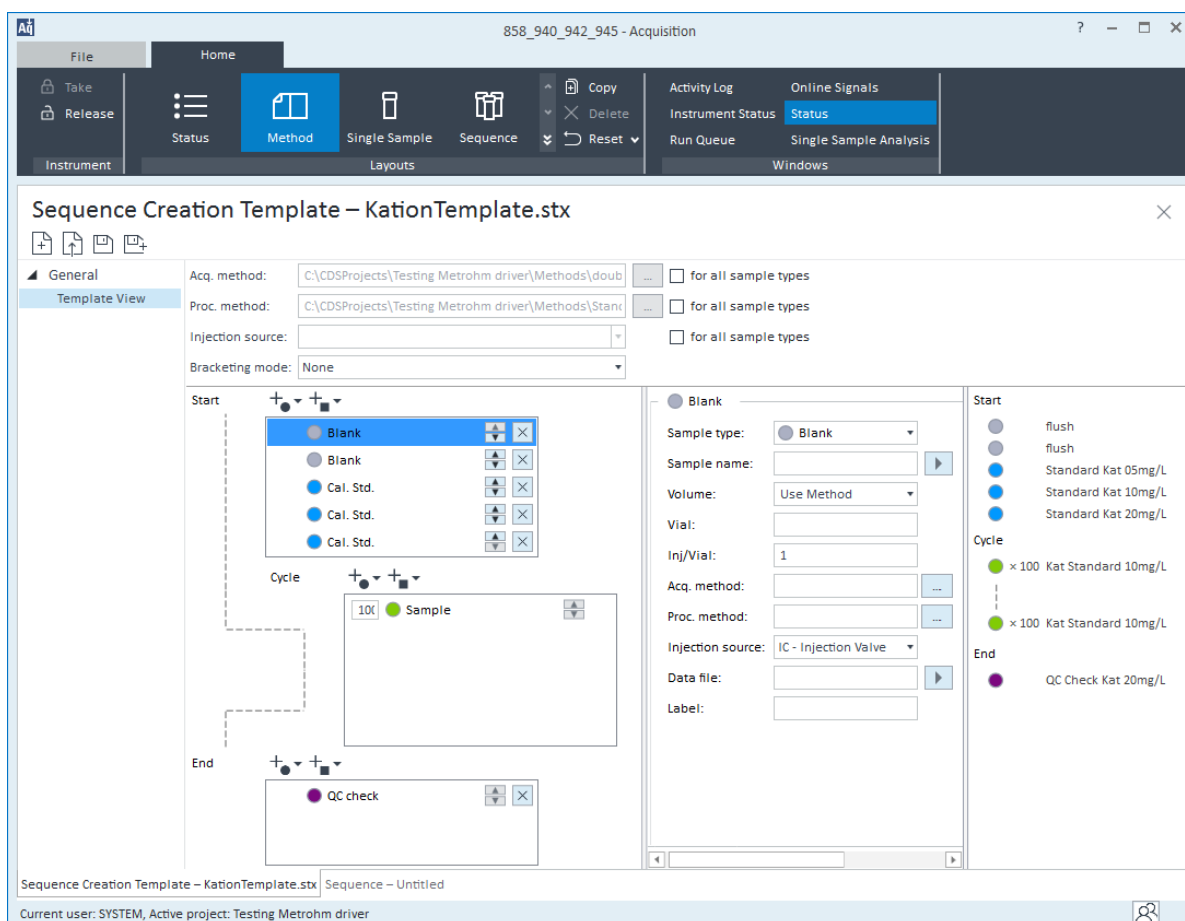 Aq
858_940_942_945 - Acquisition
?
File
Home
Take
Release
Instrument
Status
Method
Single Sample
Sequence
Copy
Delete
Reset
Layouts
Activity Log
Online Signals
Instrument Status
Status
Run Queue
Single Sample Analysis
Windows
Sequence Creation Template – KationTemplate.stx
General
Template View
Acq. method: C:\CDSProjects\Testing Metrohm driver\Methods\doub ... for all sample types
Proc. method: C:\CDSProjects\Testing Metrohm driver\Methods\Stand ... for all sample types
Injection source: for all sample types
Bracketing mode: None
Start
Blank
Blank
Cal. Std.
Cal. Std.
Cal. Std.
Cycle
100 Sample
End
QC check
Blank
Sample type: Blank
Sample name:
Volume: Use Method
Vial:
Inj/Vial: 1
Acq. method: ...
Proc. method: ...
Injection source: IC - Injection Valve
Data file:
Label:
Start
flush
flush
Standard Kat 05mg/L
Standard Kat 10mg/L
Standard Kat 20mg/L
Cycle
× 100 Kat Standard 10mg/L
× 100 Kat Standard 10mg/L
End
QC Check Kat 20mg/L
Sequence Creation Template – KationTemplate.stx
Sequence – Untitled
Current user: SYSTEM, Active project: Testing Metrohm driver